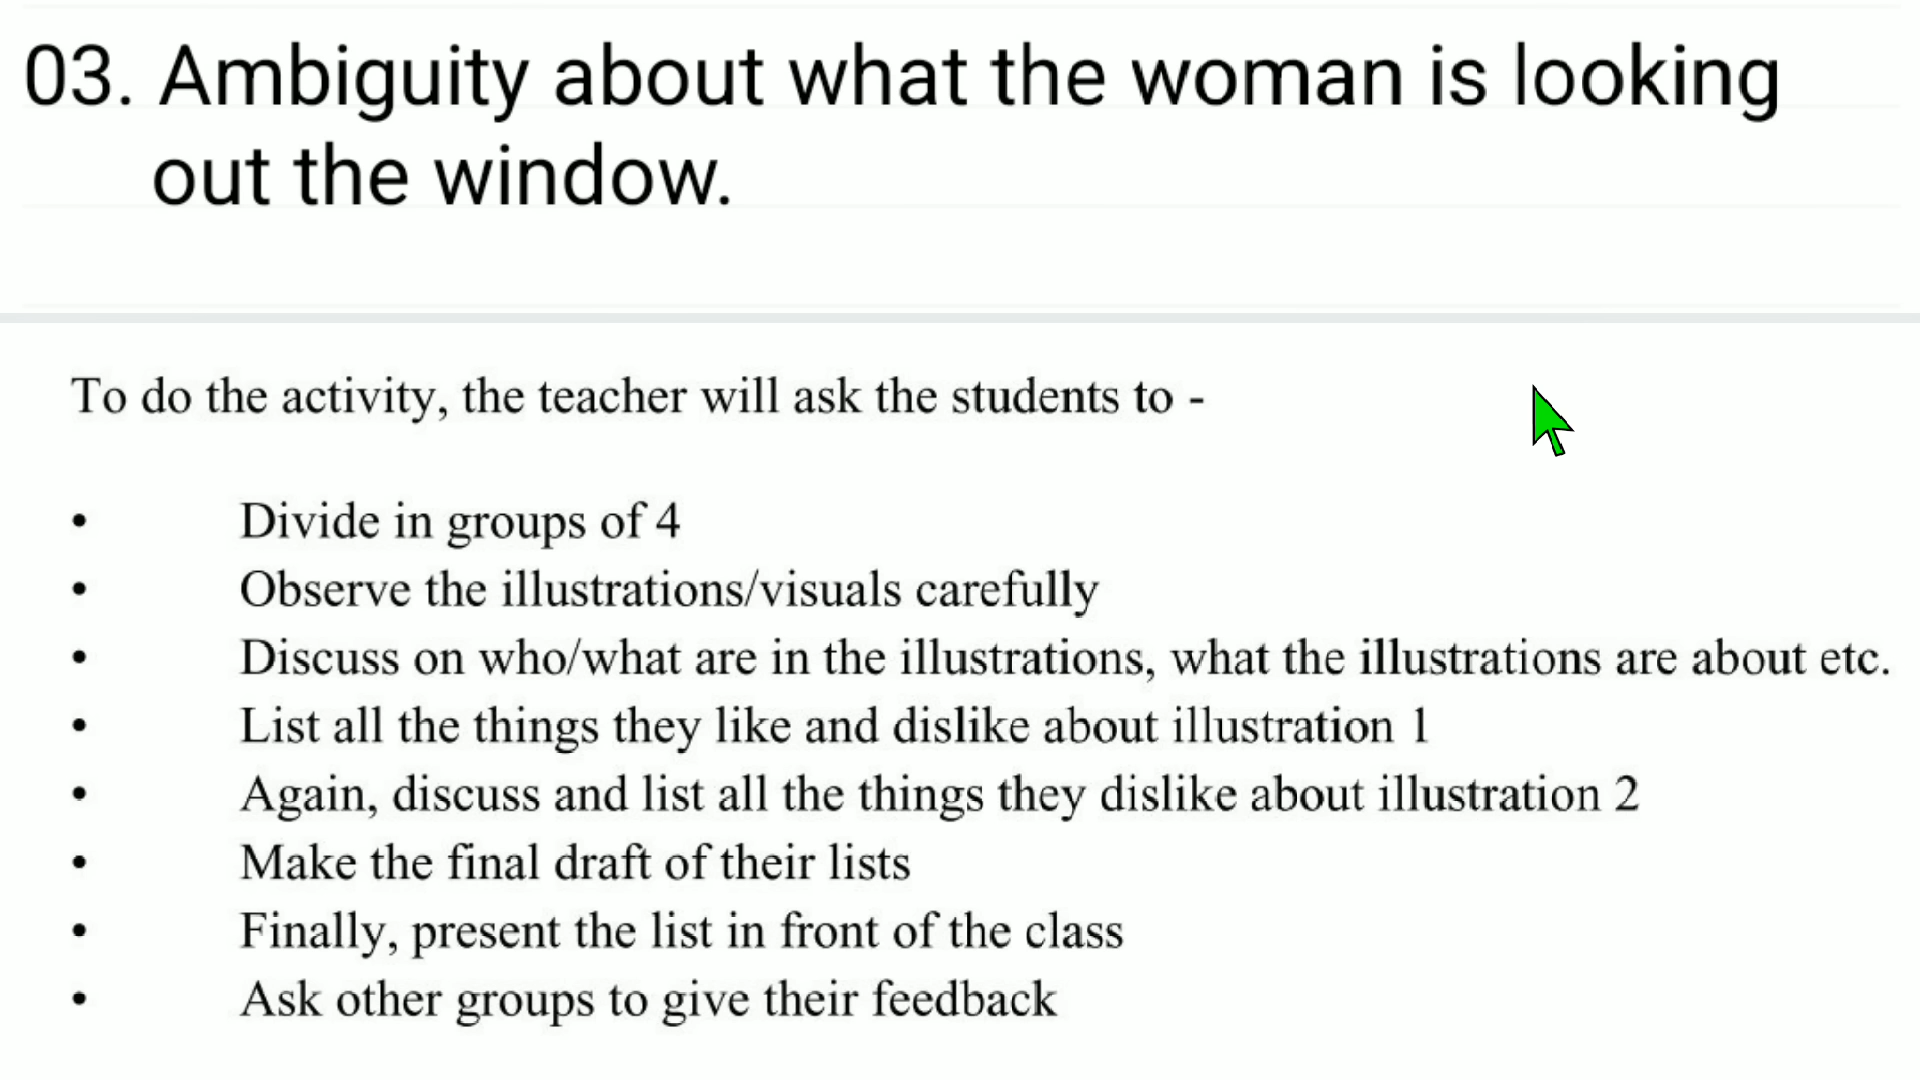 03. Ambiguity about what the woman is looking
out the window.
To do the activity, the teacher will ask the students to -
• Divide in groups of 4
• Observe the illustrations/visuals carefully
• Discuss on who/what are in the illustrations, what the illustrations are about etc.
• List all the things they like and dislike about illustration 1
• Again, discuss and list all the things they dislike about illustration 2
• Make the final draft of their lists
• Finally, present the list in front of the class
• Ask other groups to give their feedback